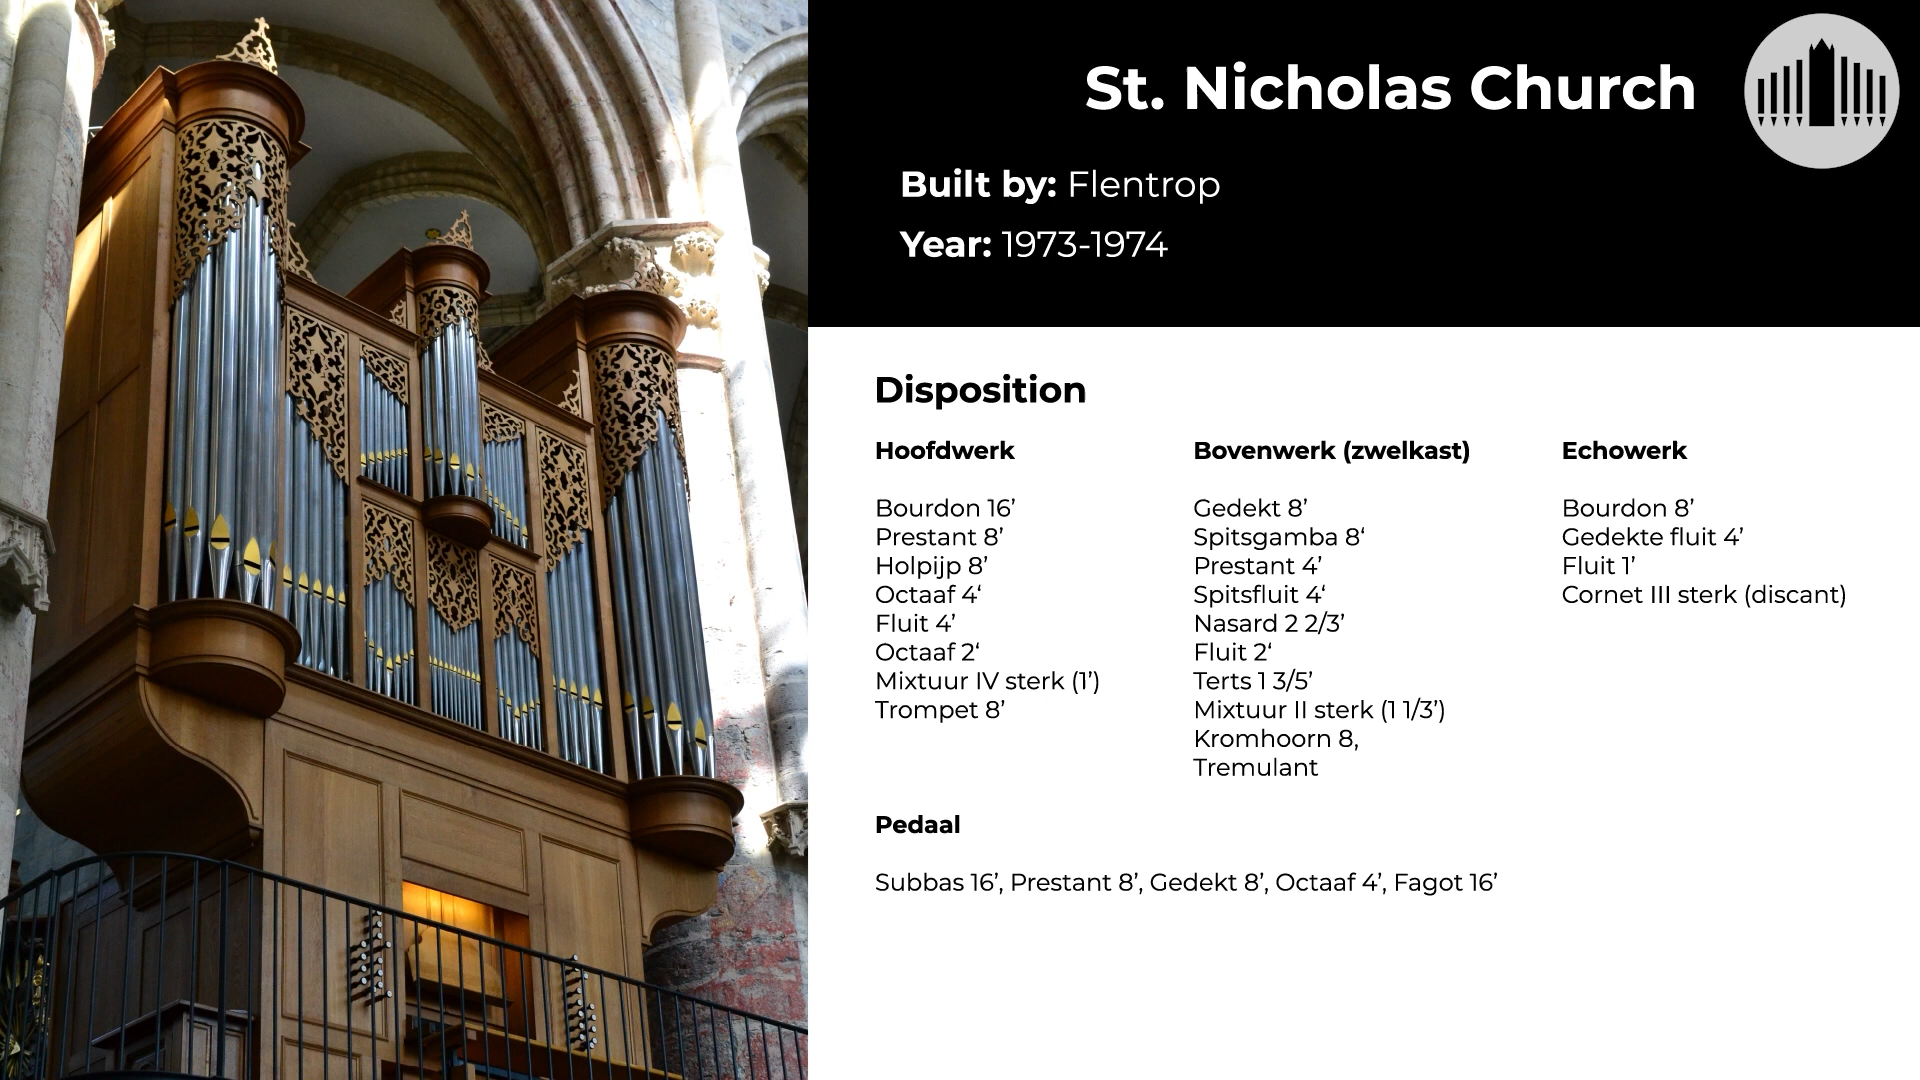 St. Nicholas Church
Built by: Flentrop
Year: 1973-1974
Disposition
Hoofdwerk
Bourdon 16’
Prestant 8’
Holpijp 8’
Octaaf 4‘
Fluit 4’
Octaaf 2‘
Mixtuur IV sterk (1’)
Trompet 8’
Bovenwerk (zwelkast)
Gedekt 8’
Spitsgamba 8‘
Prestant 4’
Spitsfluit 4‘
Nasard 2 2/3’
Fluit 2‘
Terts 1 3/5’
Mixtuur II sterk (1 1/3’)
Kromhoorn 8,
Tremulant
Echowerk
Bourdon 8’
Gedekte fluit 4’
Fluit 1’
Cornet III sterk (discant)
Pedaal
Subbas 16’, Prestant 8’, Gedekt 8’, Octaaf 4’, Fagot 16’